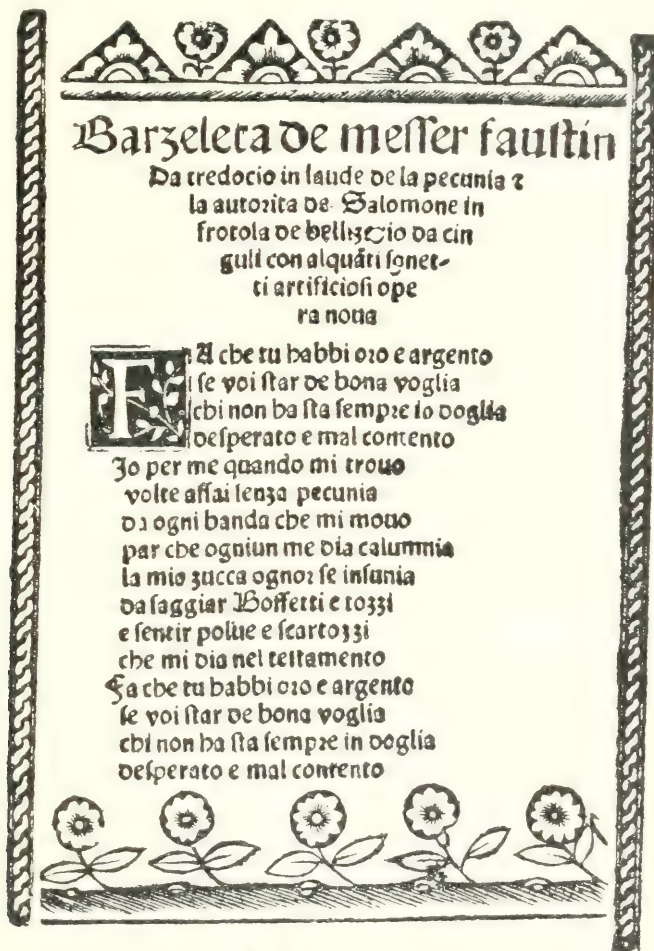 Barzeleta de messer faustin
Da tredocio in laude de la pecunia ⁊
la autorita de Salomone in
frotola de bellizcio da cin
guli con alquāti sonet-
ti artificiosi ope
ra noua
FA che tu habbi oro e argento
se voi star de bona voglia
chi non ha sta sempre in doglia
desperato e mal contento
Io per me quando mi trouo
volte assai senza pecunia
da ogni banda che mi mouo
par che ogniun me dia calumnia
la mia zucca ognor se infunia
da saggiar Boffetti e tozzi
e sentir polue e scartozzi
che mi dia nel testamento
Fa che tu habbi oro e argento
se voi star de bona voglia
chi non ha sta sempre in doglia
desperato e mal contento